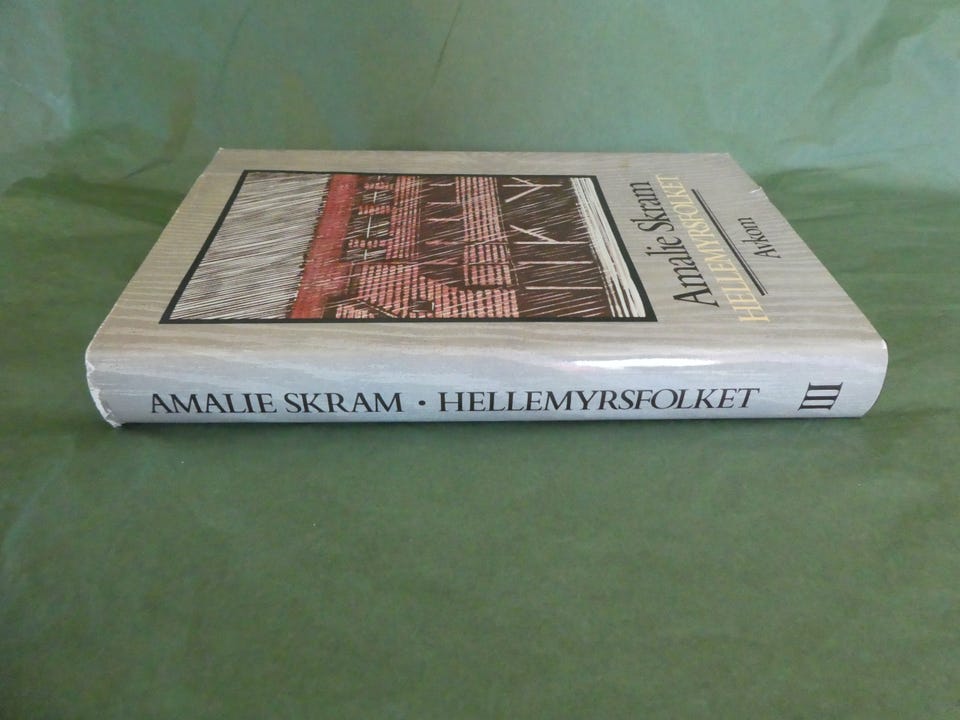 Amalie Skram
HELLEMYRSFOLKET
Avkom
AMALIE SKRAM · HELLEMYRSFOLKET III